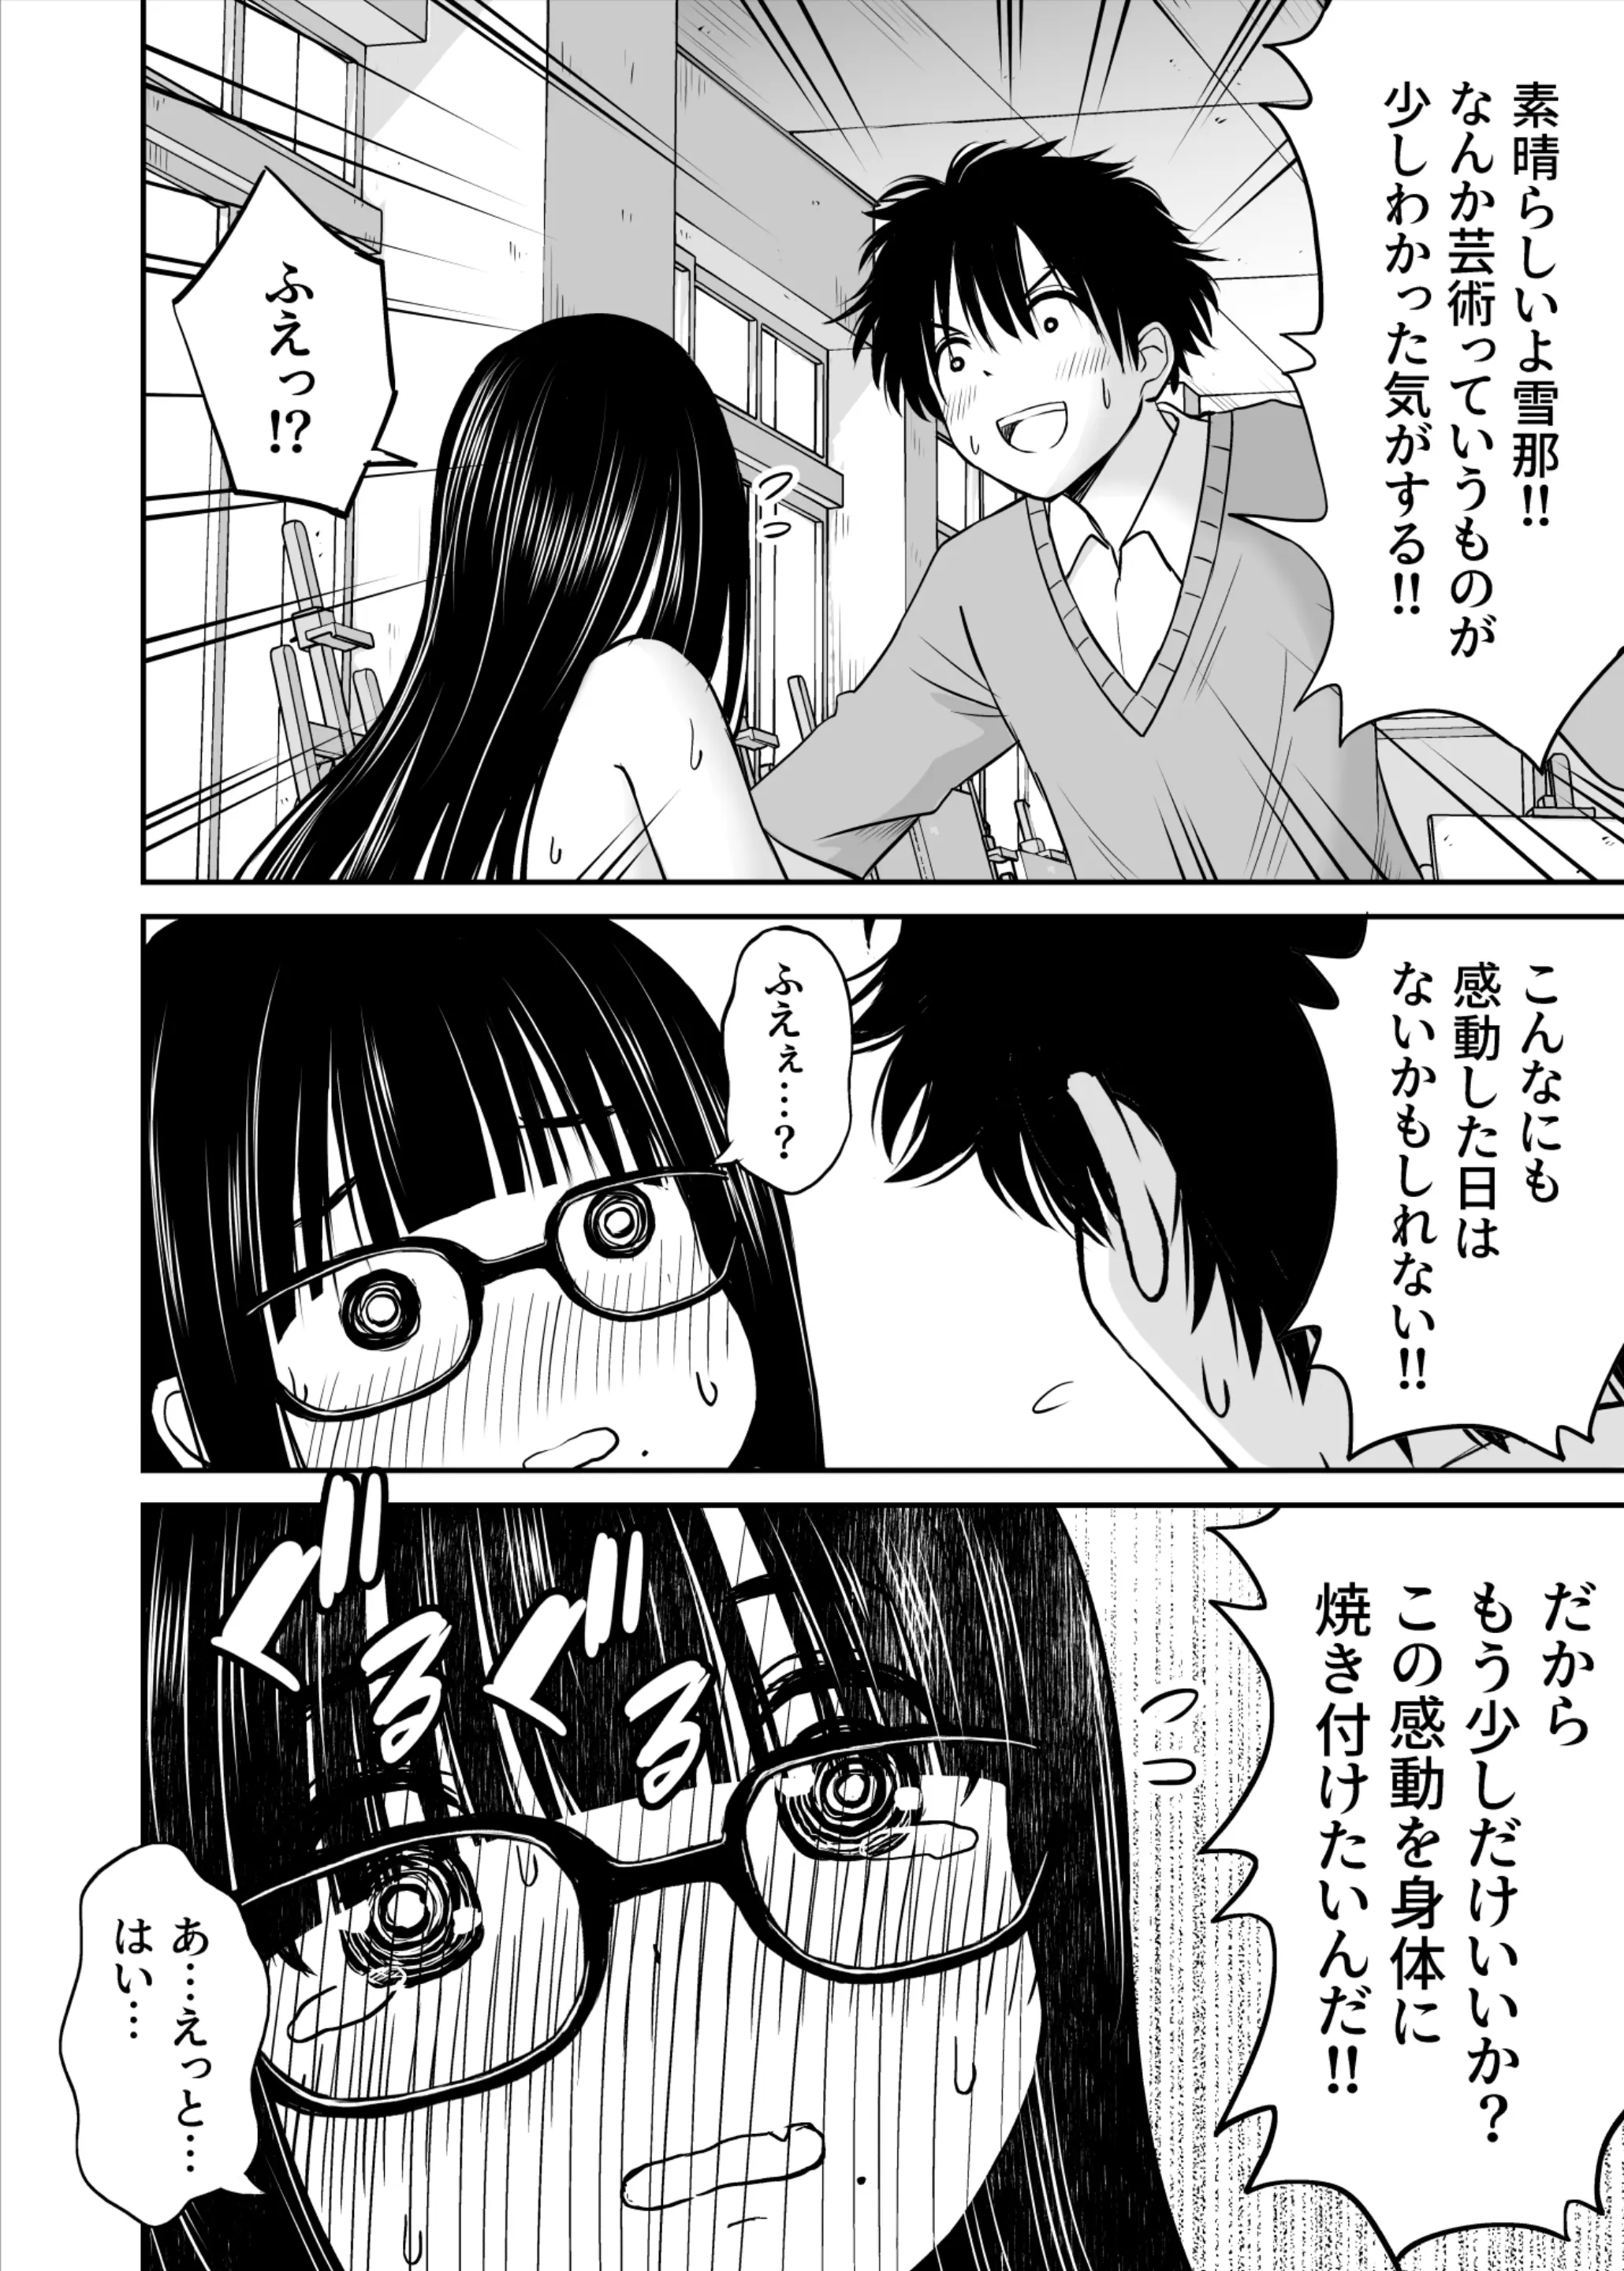 素晴らしいよ雪那!!
なんか芸術っていうものが
少しわかった気がする!!
ふえっ!?
こんなにも
感動した日は
ないかもしれない!!
ふえぇ……?
だから
もう少しだけいいか?
この感動を身体に
焼き付けたいんだ!!
ぐるぐる
あ…えっと…
はい…